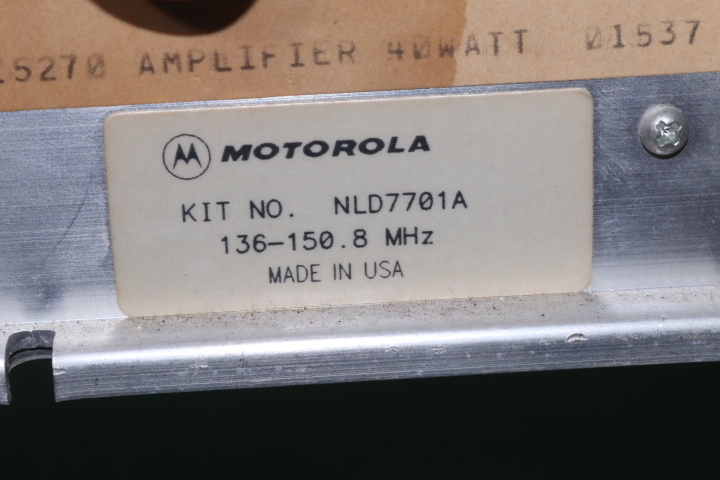 5270 AMPLIFIER 40WATT 01537
MOTOROLA
KIT NO. NLD7701A
136-150.8 MHz
MADE IN USA